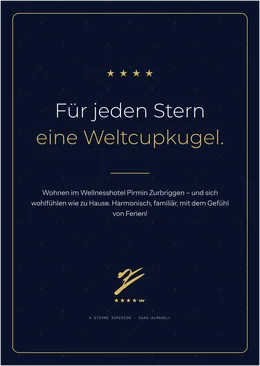 Für jeden Stern
eine Weltcupkugel.
Wohnen im Wellnesshotel Pirmin Zurbriggen – und sich
wohlfühlen wie zu Hause. Harmonisch, familiär, mit dem Gefühl
von Ferien!
4 STERNE SUPERIOR · SAAS-ALMAGELL